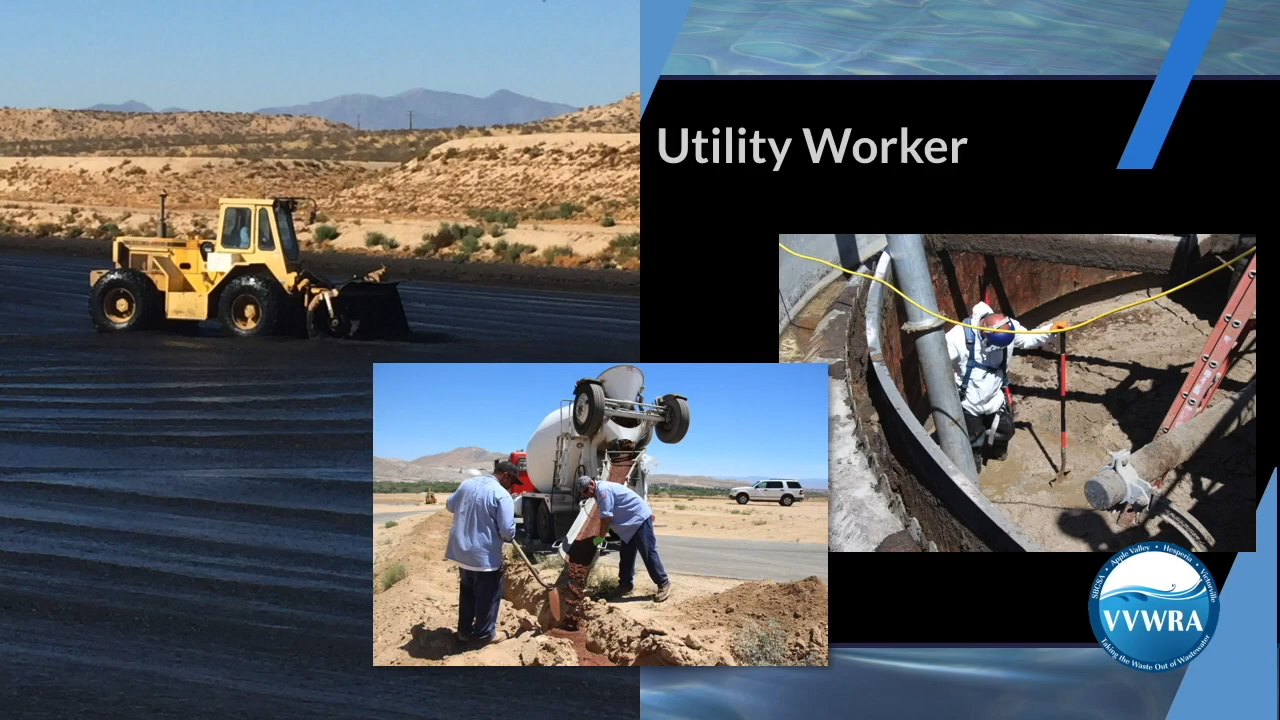 Utility Worker
SBCSA • Apple Valley • Hesperia • Victorville
VVWRA
Taking the Waste Out of Wastewater